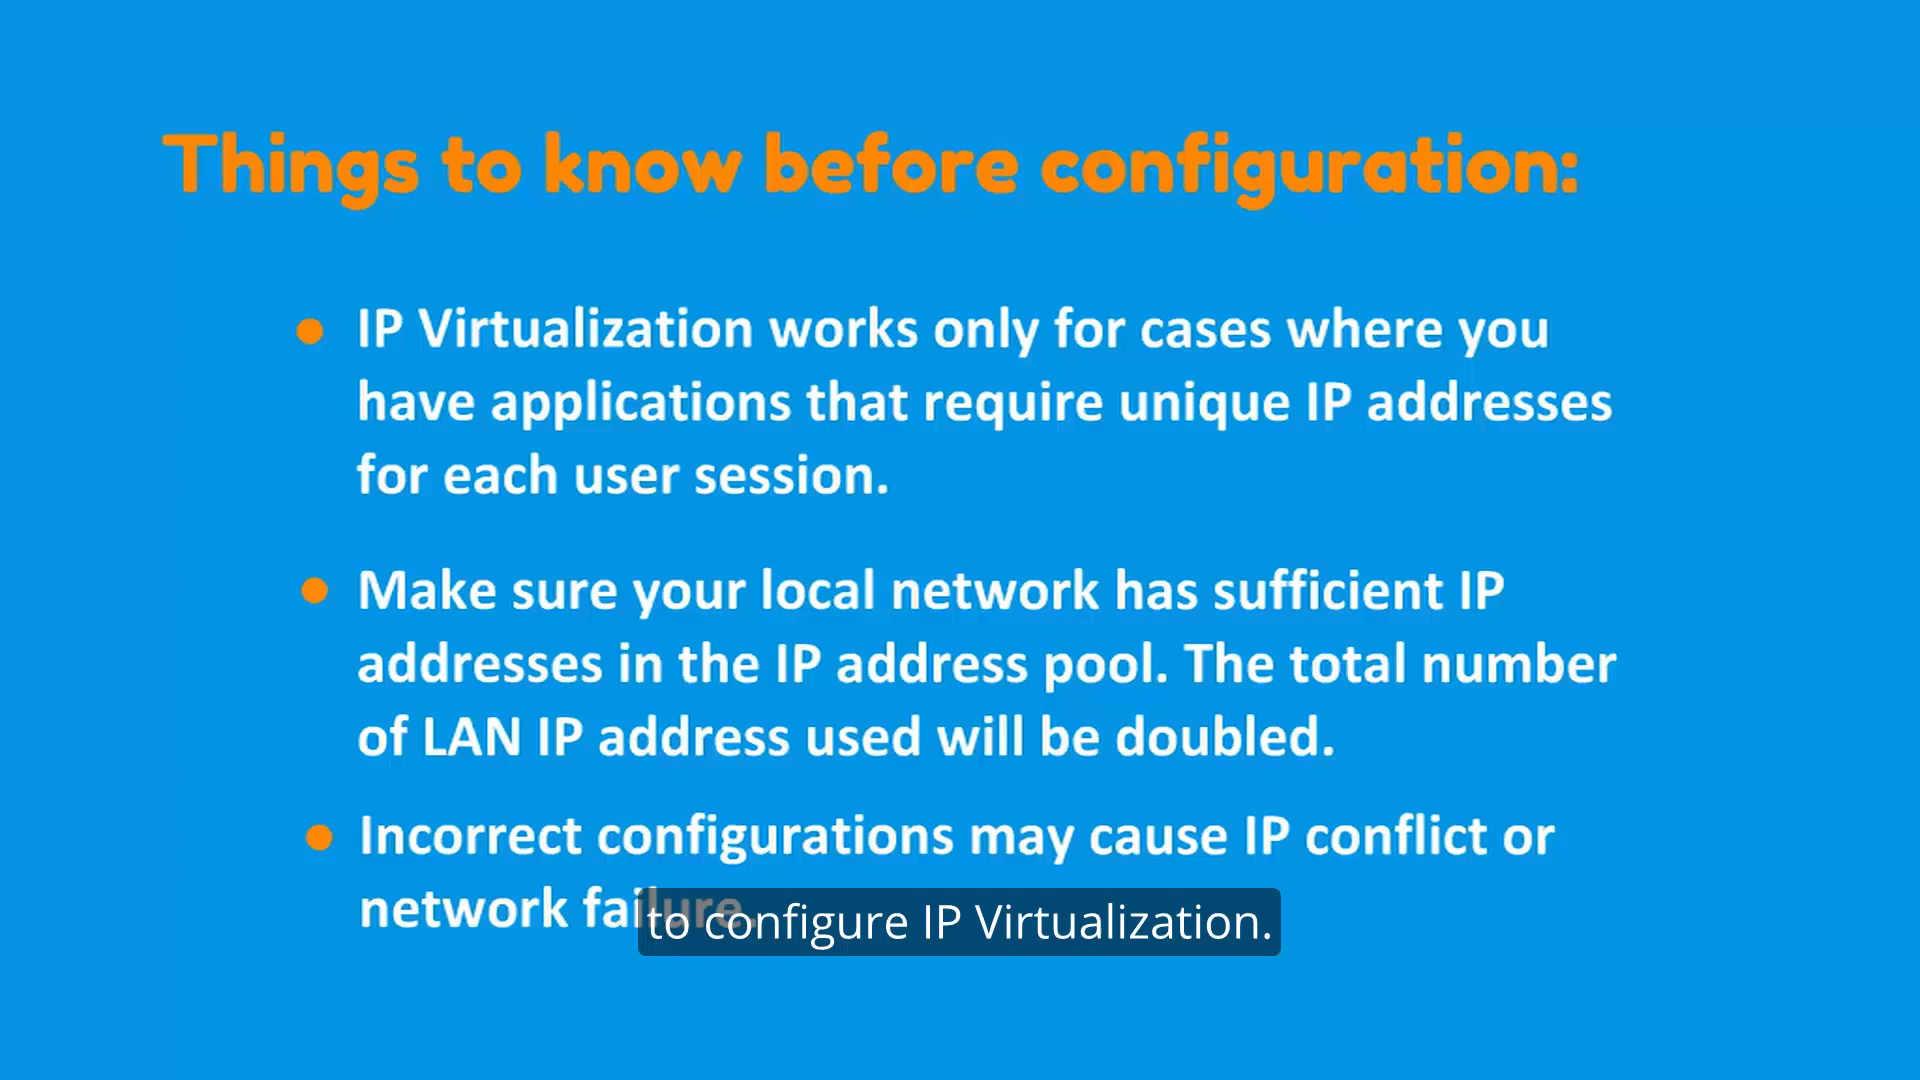 Things to know before configuration:
IP Virtualization works only for cases where you
have applications that require unique IP addresses
for each user session.
Make sure your local network has sufficient IP
addresses in the IP address pool. The total number
of LAN IP address used will be doubled.
Incorrect configurations may cause IP conflict or
network failure.
to configure IP Virtualization.